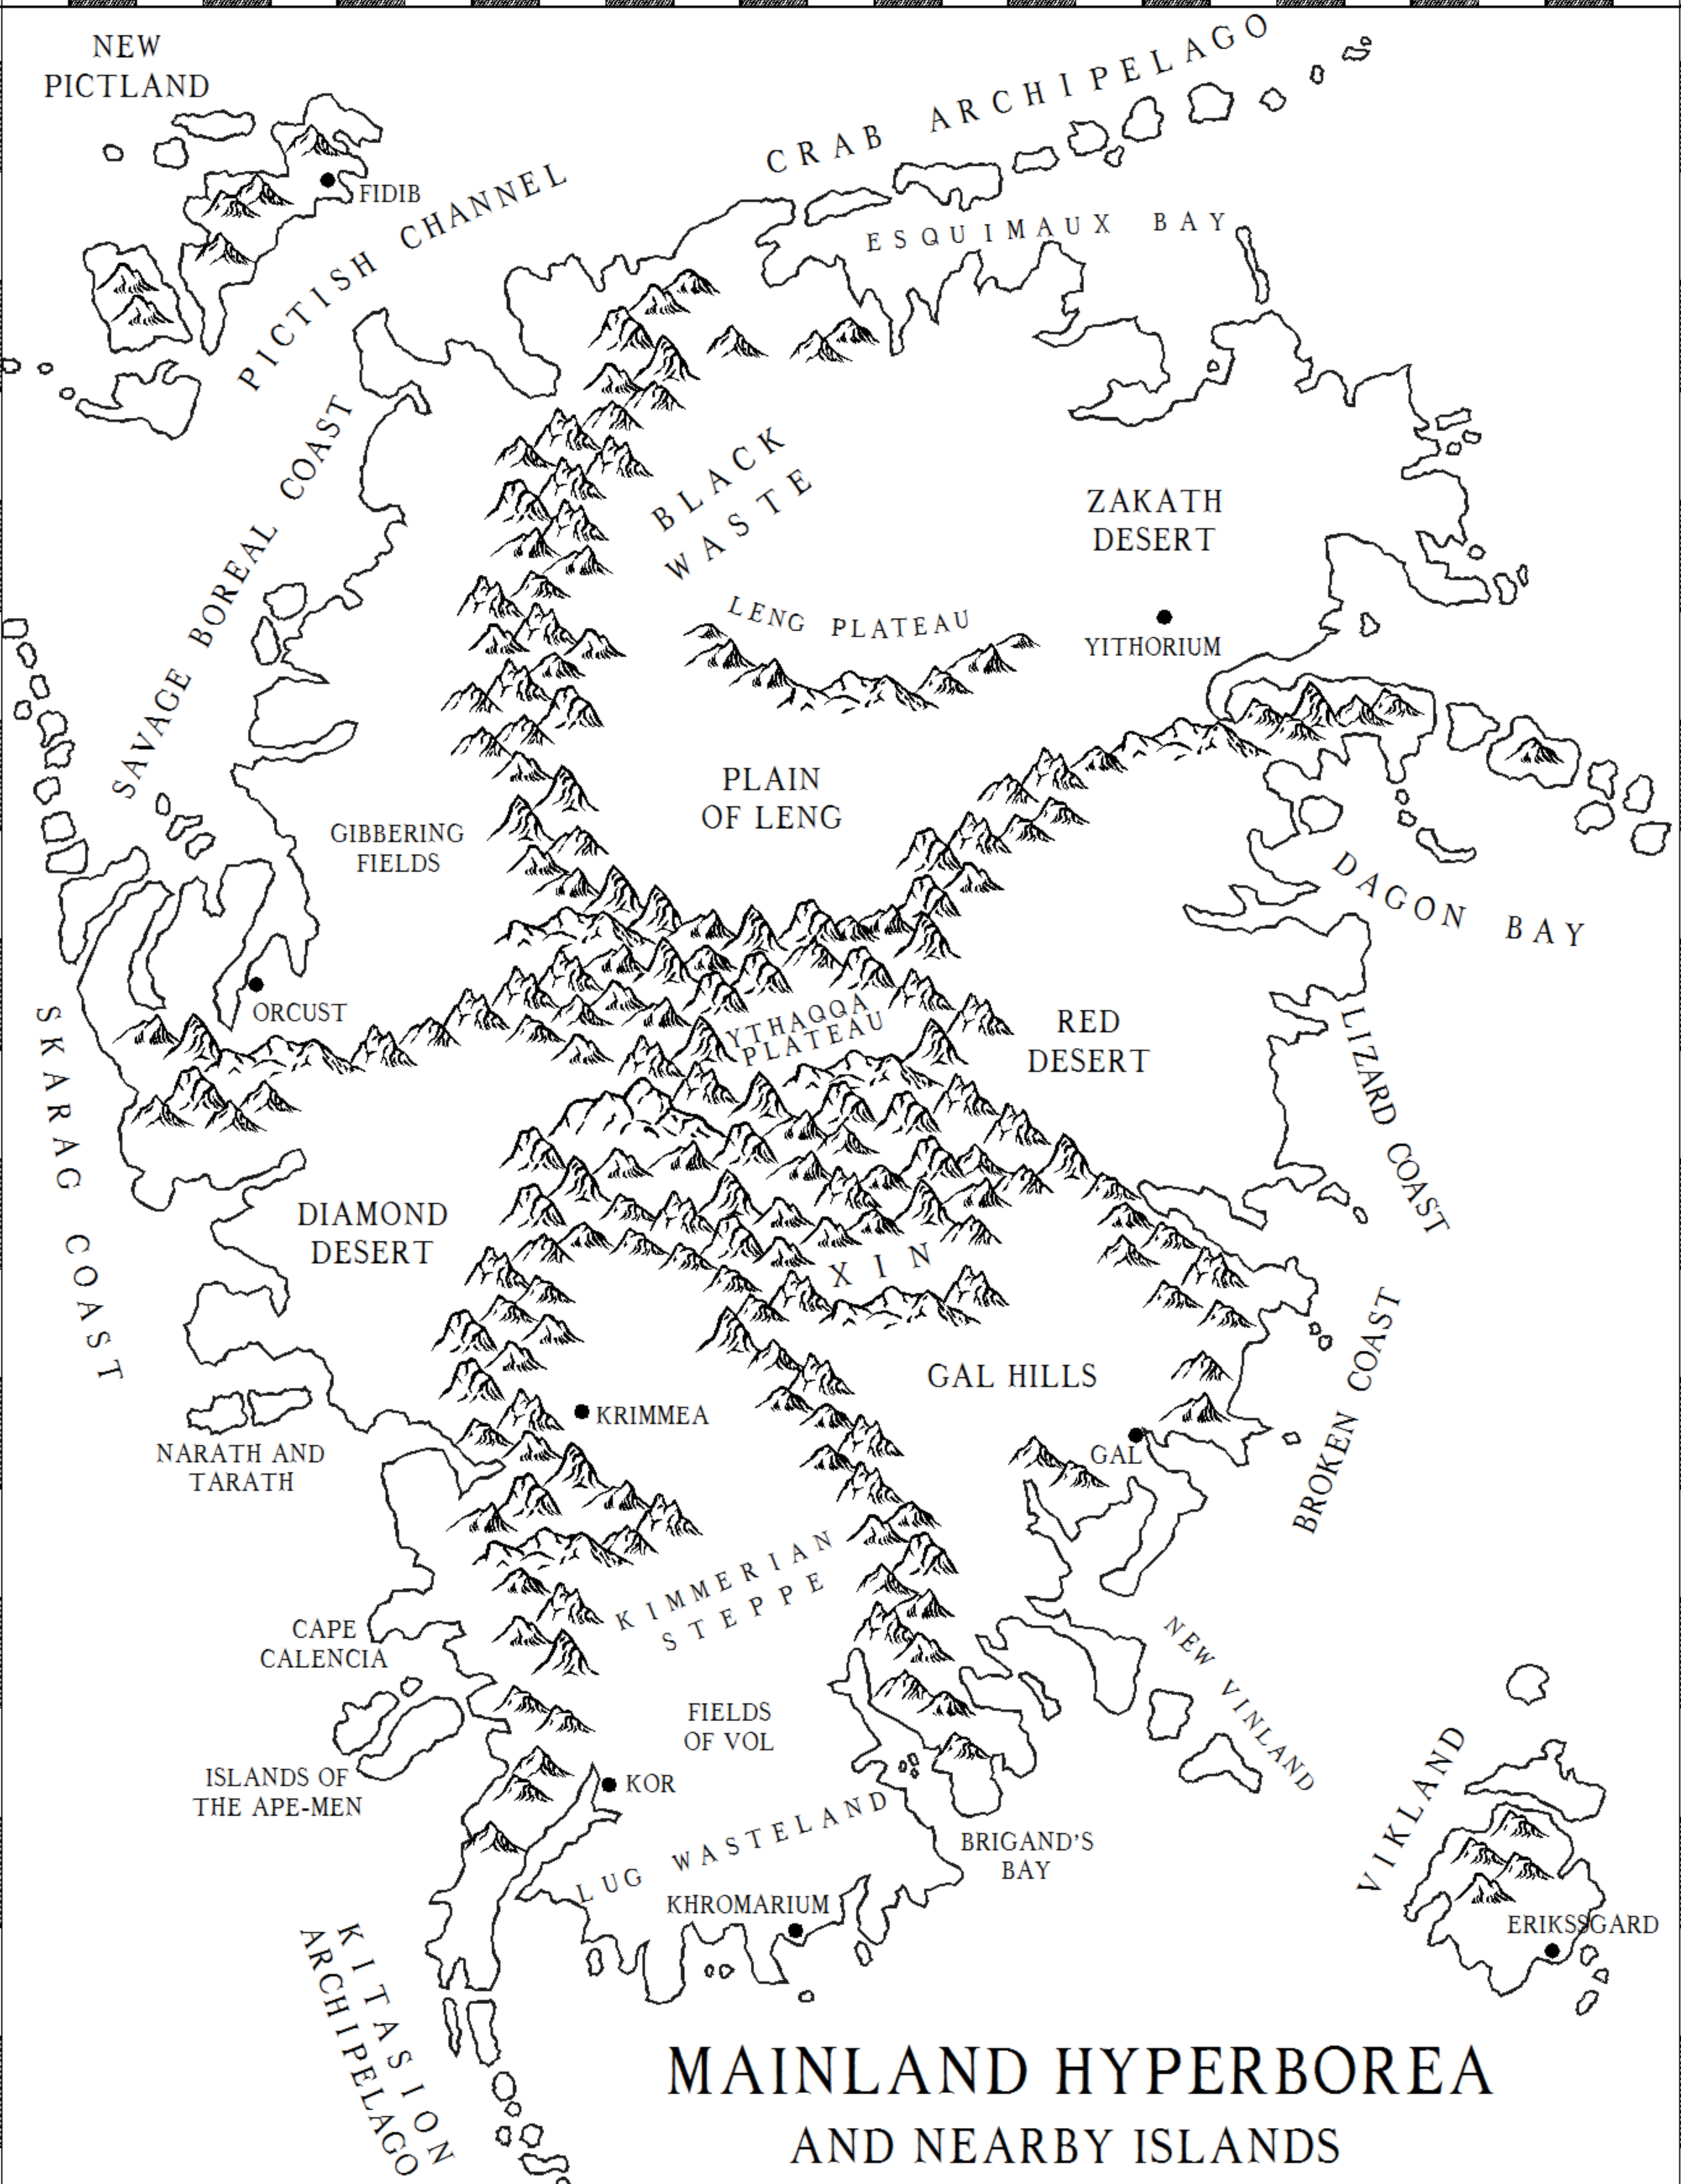 NEW
PICTLAND
CRAB ARCHIPELAGO
FIDIB
PICTISH CHANNEL
ESQUIMAUX BAY
SAVAGE BOREAL COAST
BLACK
WASTE
ZAKATH
DESERT
LENG PLATEAU
YITHORIUM
PLAIN
OF LENG
GIBBERING
FIELDS
DAGON BAY
ORCUST
YTHAQQA
PLATEAU
RED
DESERT
LIZARD COAST
SKARAG COAST
DIAMOND
DESERT
XIN
GAL HILLS
BROKEN COAST
KRIMMEA
NARATH AND
TARATH
GAL
KIMMERIAN
STEPPE
CAPE
CALENCIA
NEW VINLAND
FIELDS
OF VOL
ISLANDS OF
THE APE-MEN
KOR
VIKLAND
LUG WASTELAND
BRIGAND'S
BAY
KHROMARIUM
ERIKSSGARD
KITASION
ARCHIPELAGO
MAINLAND HYPERBOREA
AND NEARBY ISLANDS